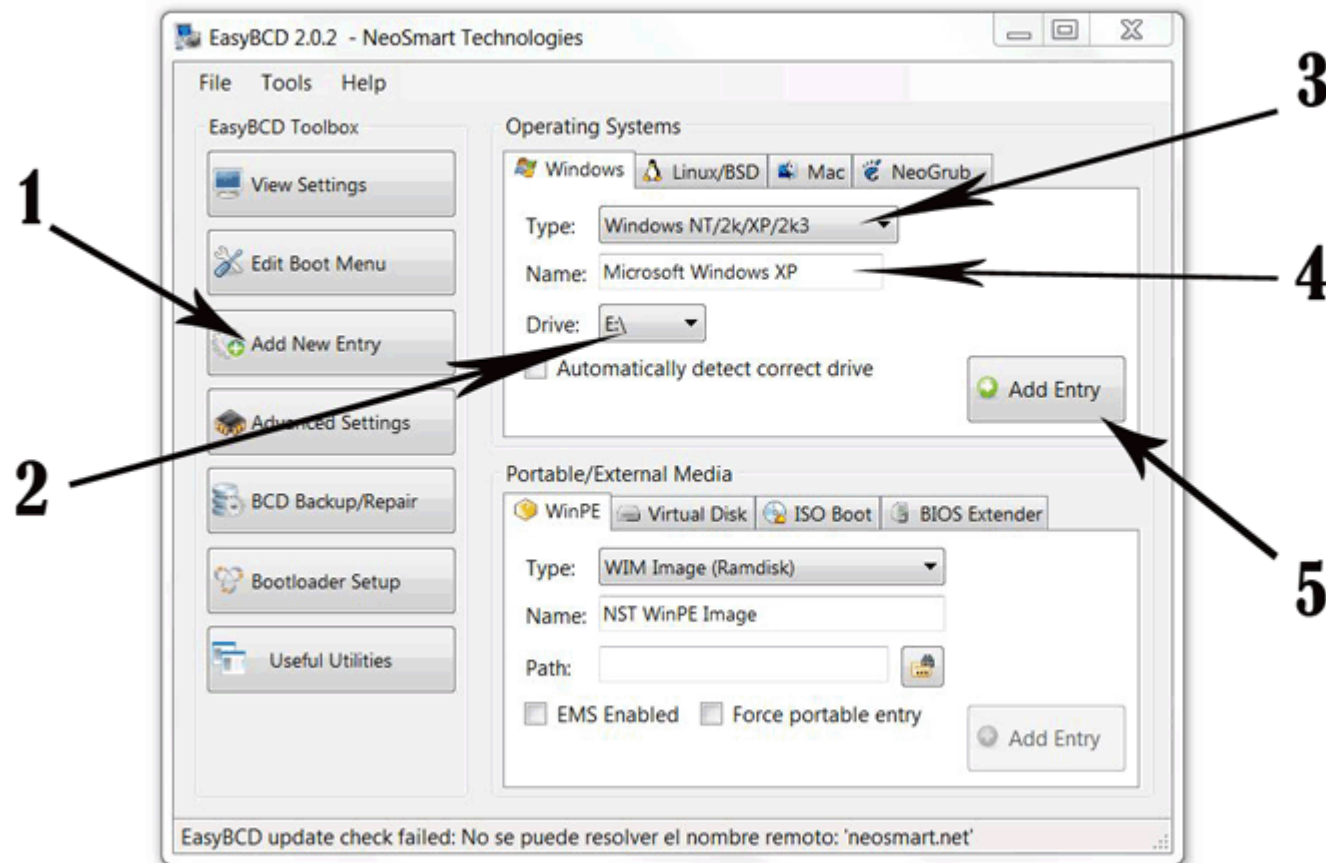 EasyBCD 2.0.2 - NeoSmart Technologies
File Tools Help
EasyBCD Toolbox
View Settings
Edit Boot Menu
Add New Entry
Advanced Settings
BCD Backup/Repair
Bootloader Setup
Useful Utilities
1
2
Operating Systems
Windows Linux/BSD Mac NeoGrub
Type: Windows NT/2k/XP/2k3
Name: Microsoft Windows XP
Drive: E:\
Automatically detect correct drive
Add Entry
3
4
5
Portable/External Media
WinPE Virtual Disk ISO Boot BIOS Extender
Type: WIM Image (Ramdisk)
Name: NST WinPE Image
Path:
EMS Enabled Force portable entry
Add Entry
EasyBCD update check failed: No se puede resolver el nombre remoto: 'neosmart.net'